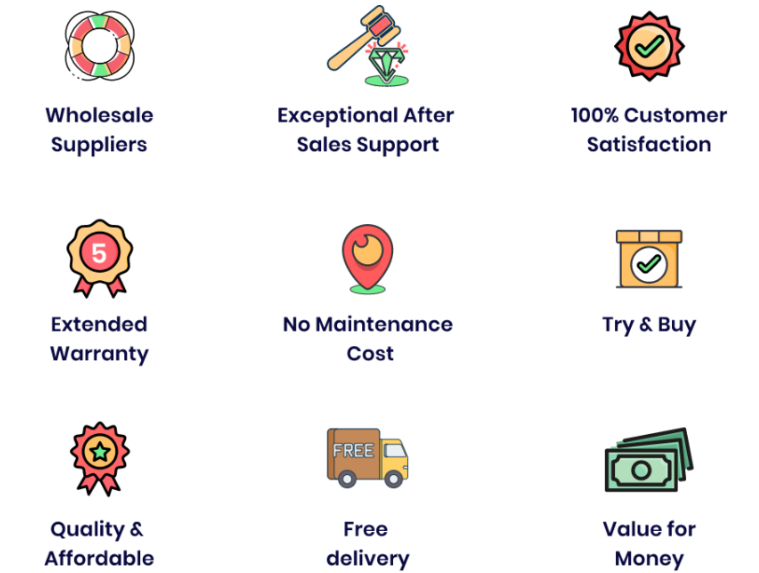 Wholesale
Suppliers
Exceptional After
Sales Support
100% Customer
Satisfaction
5
Extended
Warranty
No Maintenance
Cost
Try & Buy
Quality &
Affordable
FREE
Free
delivery
Value for
Money